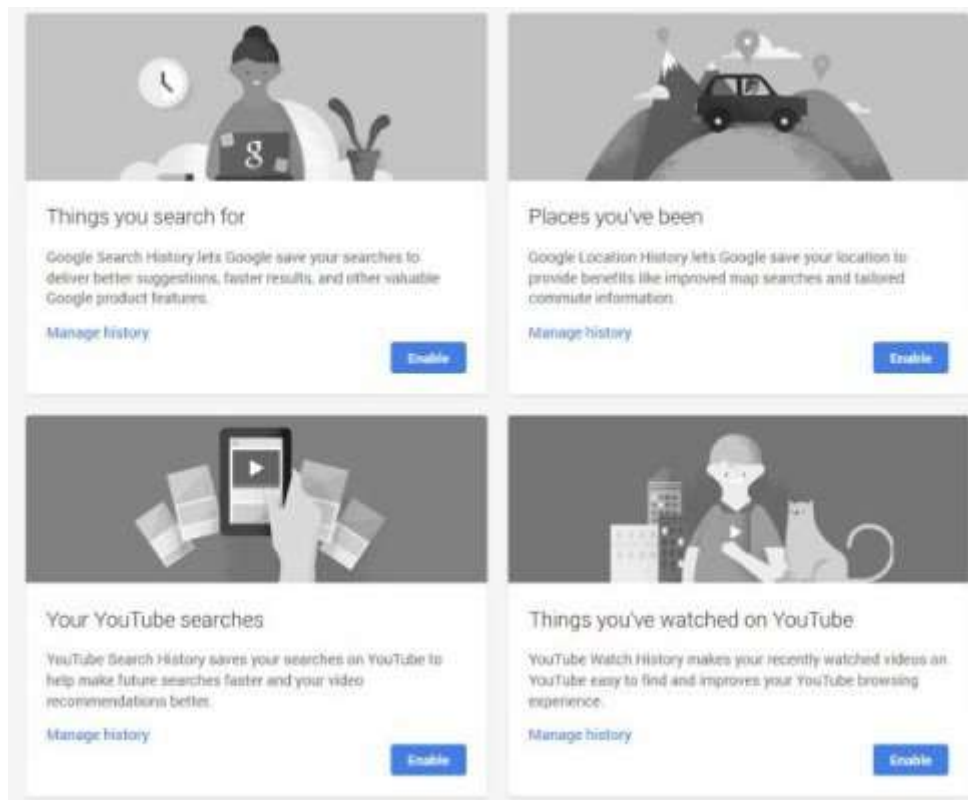 g
Things you search for
Google Search History lets Google save your searches to
deliver better suggestions, faster results, and other valuable
Google product features.
Manage history
Enable
Places you've been
Google Location History lets Google save your location to
provide benefits like improved map searches and tailored
commute information.
Manage history
Enable
Your YouTube searches
YouTube Search History saves your searches on YouTube to
help make future searches faster and your video
recommendations better.
Manage history
Enable
Things you've watched on YouTube
YouTube Watch History makes your recently watched videos on
YouTube easy to find and improves your YouTube browsing
experience.
Manage history
Enable